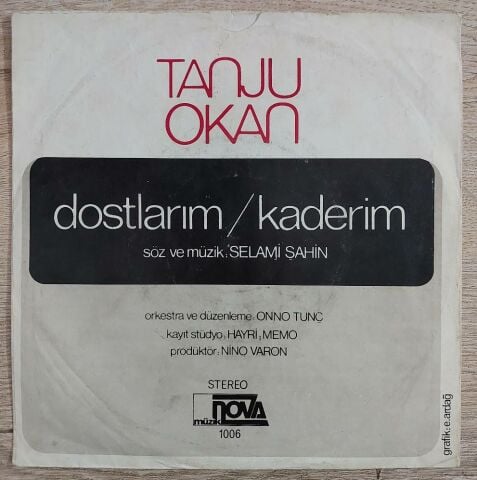 TANJU
OKAN
dostlarım/kaderim
söz ve müzik: SELAMİ ŞAHİN
orkestra ve düzenleme: ONNO TUNÇ
kayıt stüdyo: HAYRİ, MEMO
prodüktör: NINO VARON
STEREO
müzik NOVA
1006
grafik: e.ardağ